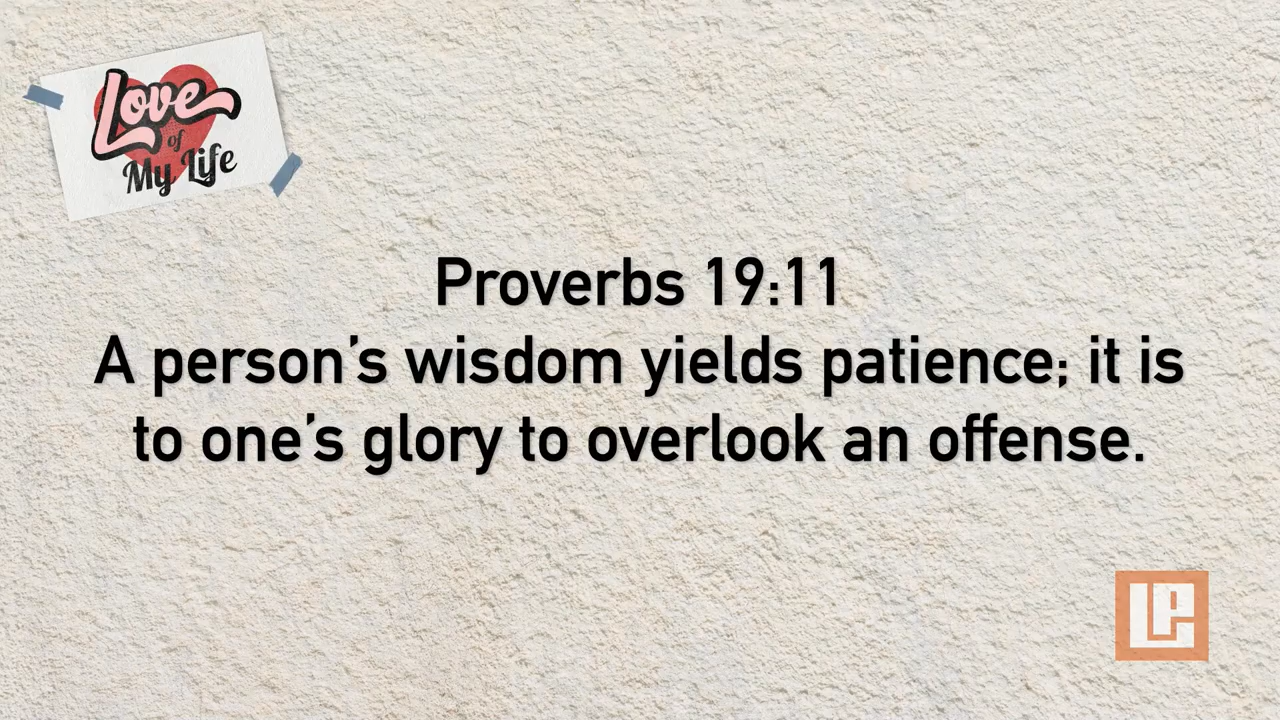 Love
of
My Life
Proverbs 19:11
A person’s wisdom yields patience; it is
to one’s glory to overlook an offense.
LP